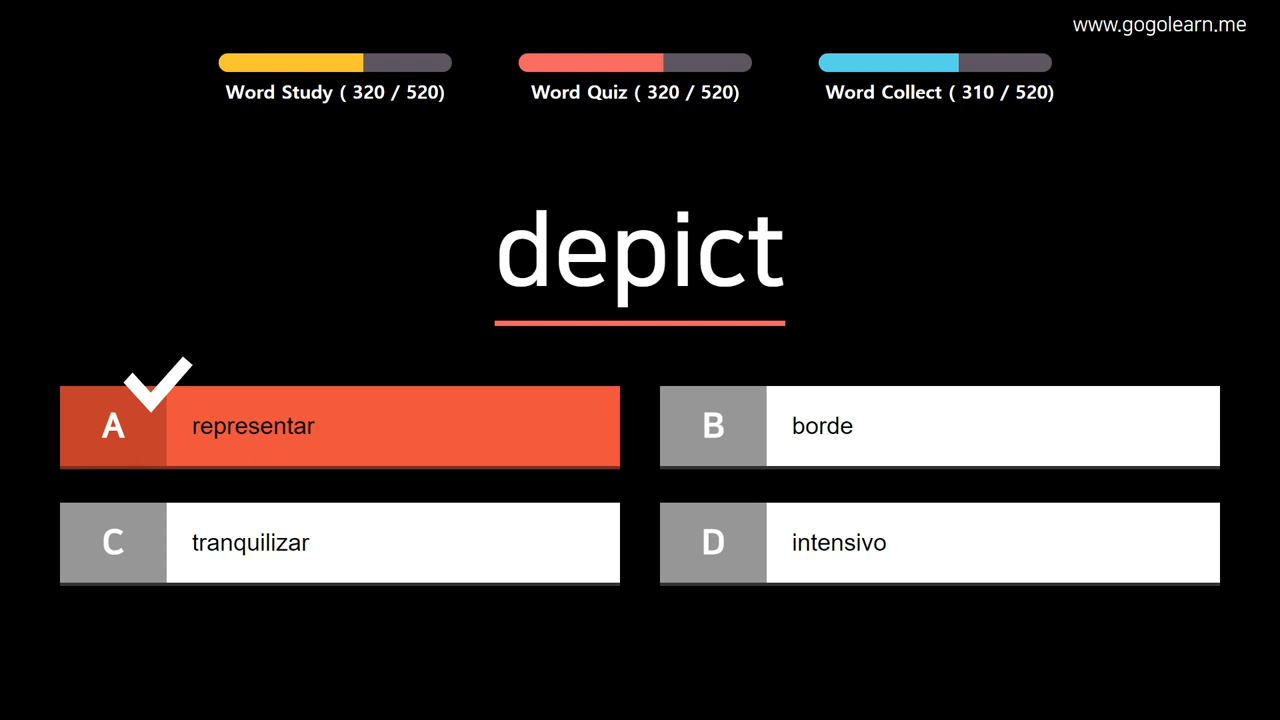 www.gogolearn.me
Word Study ( 320 / 520)
Word Quiz ( 320 / 520)
Word Collect ( 310 / 520)
depict
A representar
B borde
C tranquilizar
D intensivo